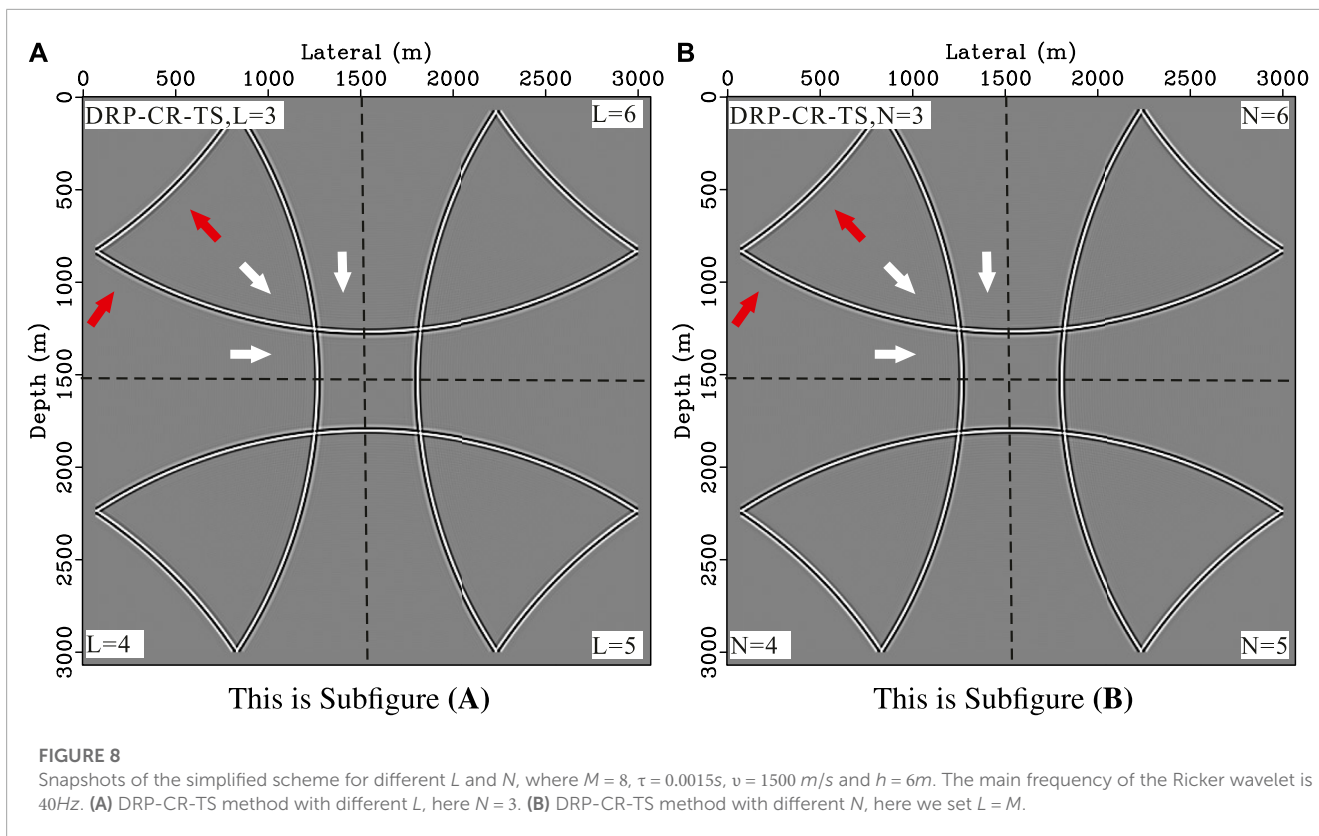 A
Lateral (m)
0 500 1000 1500 2000 2500 3000
Depth (m)
0
500
1000
1500
2000
2500
3000
DRP-CR-TS,L=3
L=6
L=4
L=5
This is Subfigure (A)
B
Lateral (m)
0 500 1000 1500 2000 2500 3000
Depth (m)
0
500
1000
1500
2000
2500
3000
DRP-CR-TS,N=3
N=6
N=4
N=5
This is Subfigure (B)
FIGURE 8
Snapshots of the simplified scheme for different L and N, where M = 8, τ = 0.0015s, υ = 1500 m/s and h = 6m. The main frequency of the Ricker wavelet is
40Hz. (A) DRP-CR-TS method with different L, here N = 3. (B) DRP-CR-TS method with different N, here we set L = M.